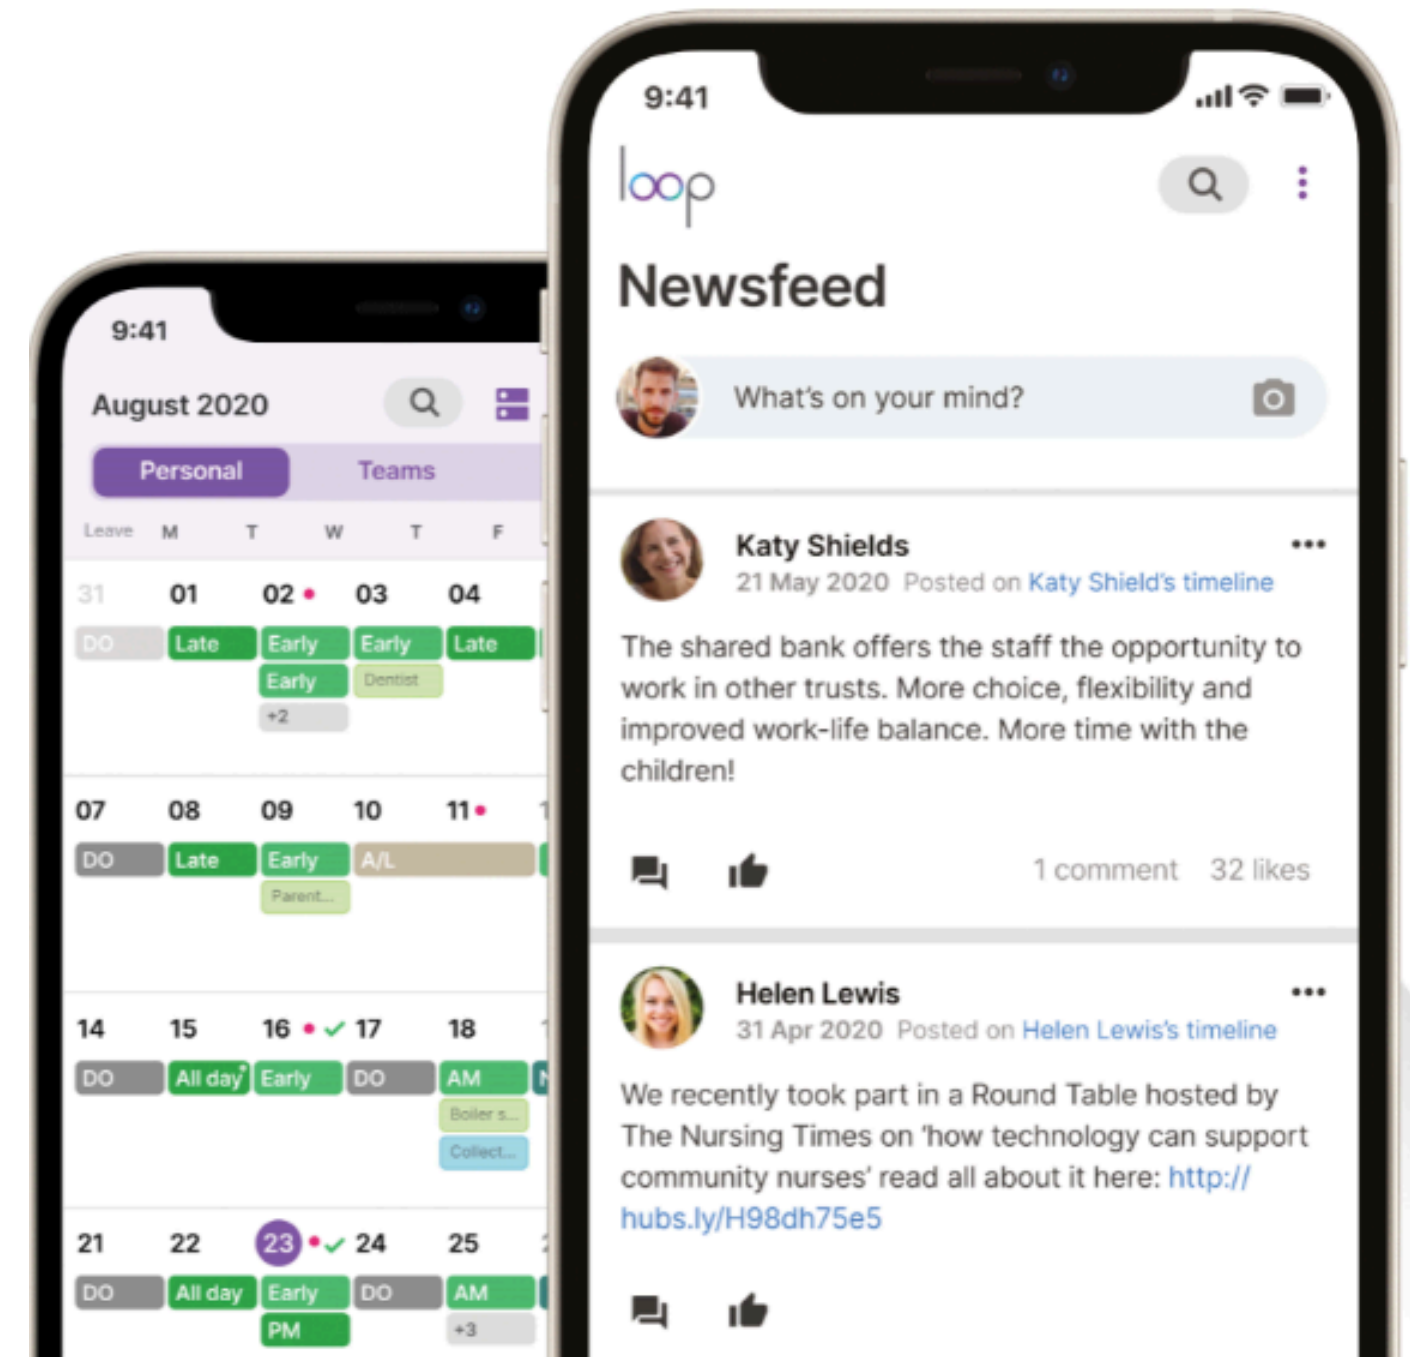 9:41
August 2020
Personal Teams
Leave M T W T F
31 01 02 03 04
DO Late Early Early Late
Early Dentist
+2
07 08 09 10 11
DO Late Early A/L
Parent...
14 15 16 17 18
DO All day Early DO AM
Boiler s...
Collect...
21 22 23 24 25
DO All day Early DO AM
PM +3
9:41
loop
Newsfeed
What's on your mind?
Katy Shields
21 May 2020 Posted on Katy Shield's timeline
The shared bank offers the staff the opportunity to
work in other trusts. More choice, flexibility and
improved work-life balance. More time with the
children!
1 comment 32 likes
Helen Lewis
31 Apr 2020 Posted on Helen Lewis's timeline
We recently took part in a Round Table hosted by
The Nursing Times on 'how technology can support
community nurses' read all about it here: http://
hubs.ly/H98dh75e5